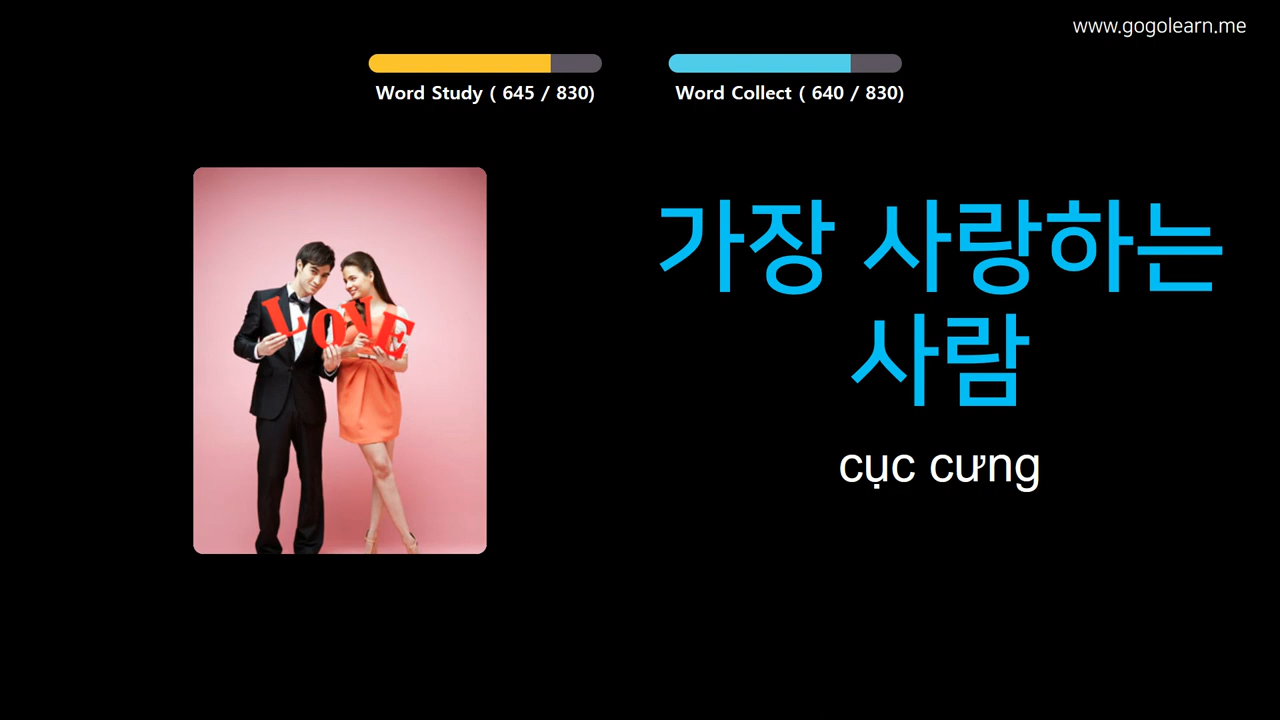 www.gogolearn.me
Word Study ( 645 / 830)
Word Collect ( 640 / 830)
LOVE
가장 사랑하는
사람
cục cưng